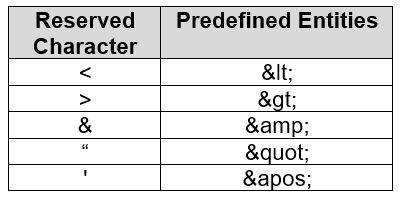 Reserved Character Predefined Entities
< &lt;
> &gt;
& &amp;
“ &quot;
' &apos;